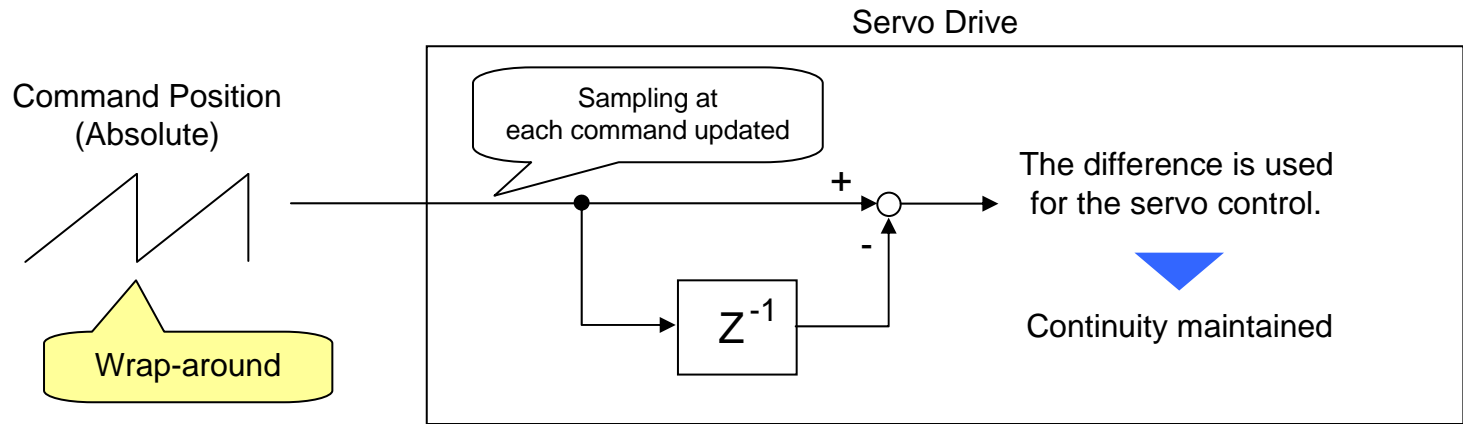 Servo Drive
Command Position
(Absolute)
Sampling at
each command updated
+
-
The difference is used
for the servo control.
Z-1
Continuity maintained
Wrap-around